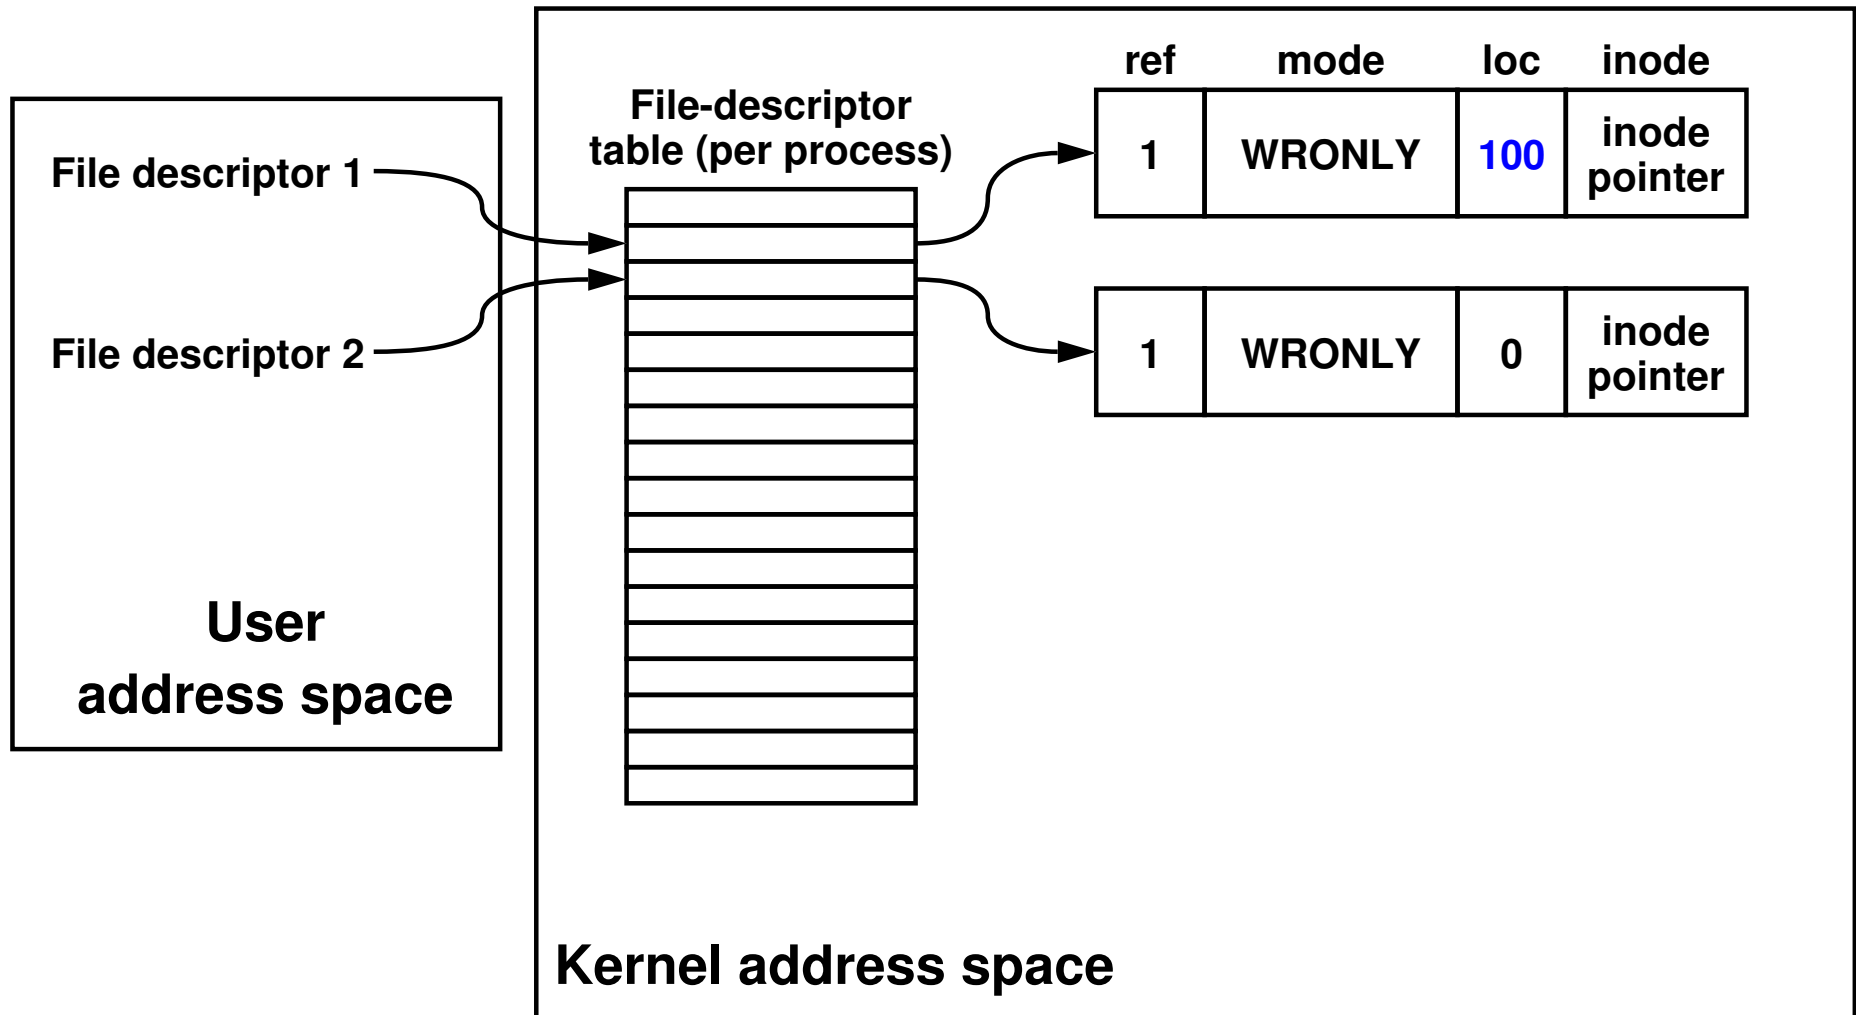 File descriptor 1
File descriptor 2
User
address space
File-descriptor
table (per process)
ref mode loc inode
1 WRONLY 100 inode
pointer
1 WRONLY 0 inode
pointer
Kernel address space